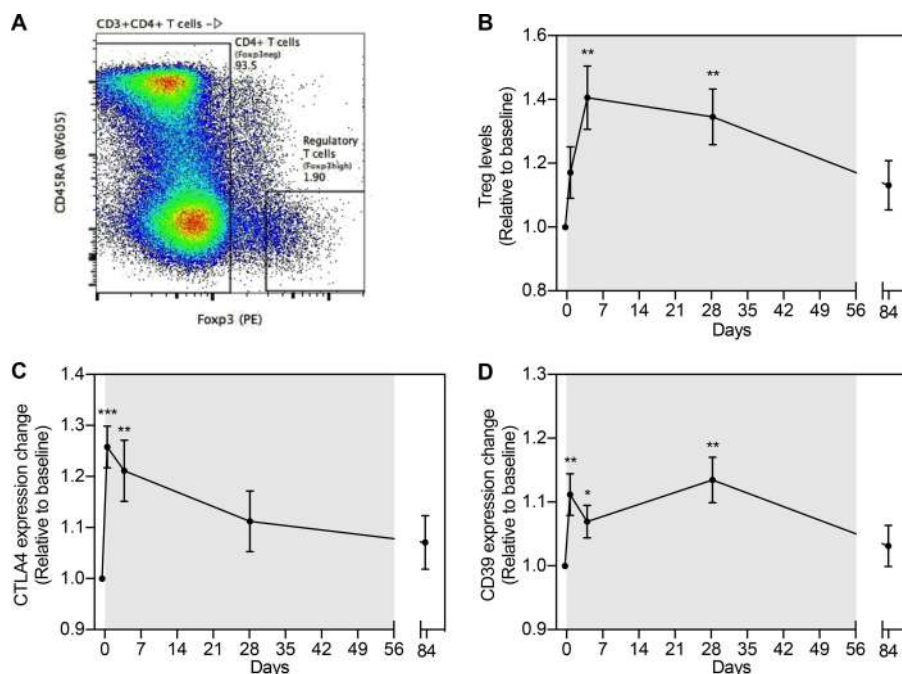 A
CD3+CD4+ T cells -▷
CD4+ T cells
(Foxp3neg)
93.5
Regulatory
T cells
(Foxp3high)
1.90
CD45RA (BV605)
Foxp3 (PE)
B
1.6
1.4
1.2
1.0
0.8
Treg levels
(Relative to baseline)
**
**
0 7 14 21 28 35 42 49 56 84
Days
C
1.4
1.3
1.2
1.1
1.0
0.9
CTLA4 expression change
(Relative to baseline)
***
**
0 7 14 21 28 35 42 49 56 84
Days
D
1.3
1.2
1.1
1.0
0.9
CD39 expression change
(Relative to baseline)
**
*
**
0 7 14 21 28 35 42 49 56 84
Days